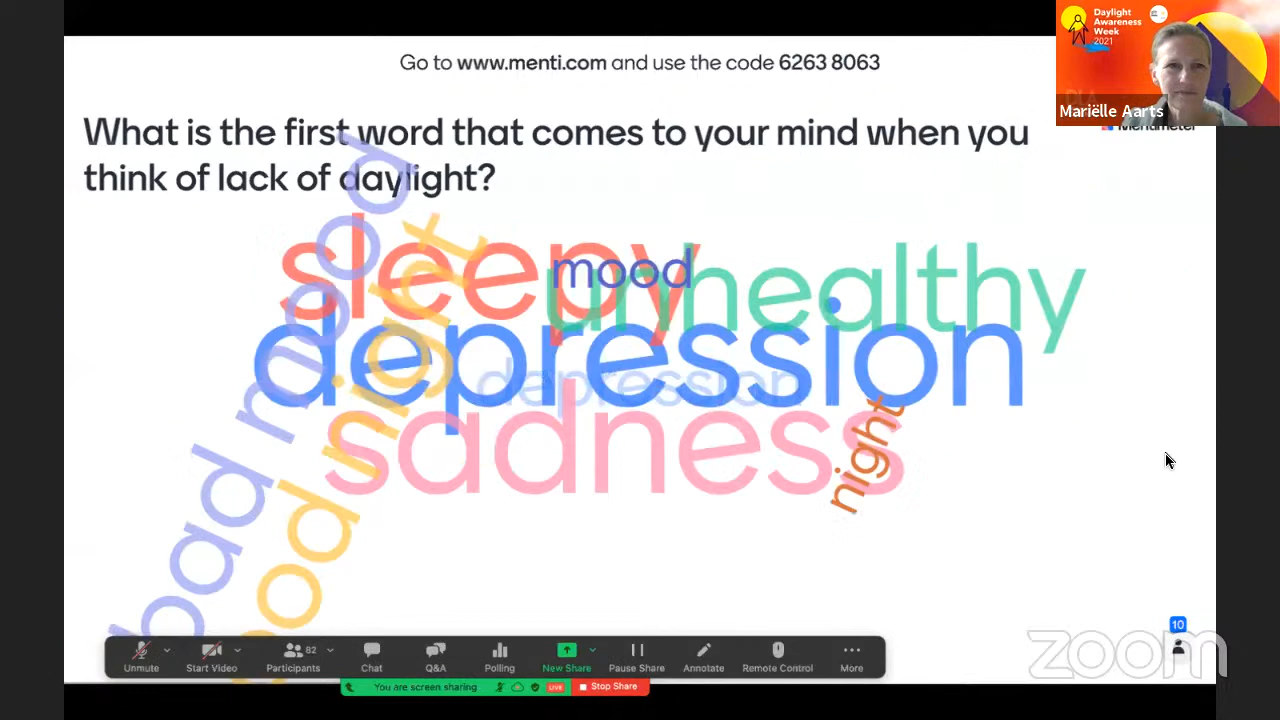 Go to www.menti.com and use the code 6263 8063
Daylight
Awareness
Week
2021
Mariëlle Aarts
Mentimeter
What is the first word that comes to your mind when you
think of lack of daylight?
sleepy
mood
unhealthy
depression
depression
sadness
night
bad mood
night
10
zoom
Unmute
Start Video
82
Participants
Chat
Q&A
Polling
New Share
Pause Share
Annotate
Remote Control
More
You are screen sharing
LIVE
Stop Share